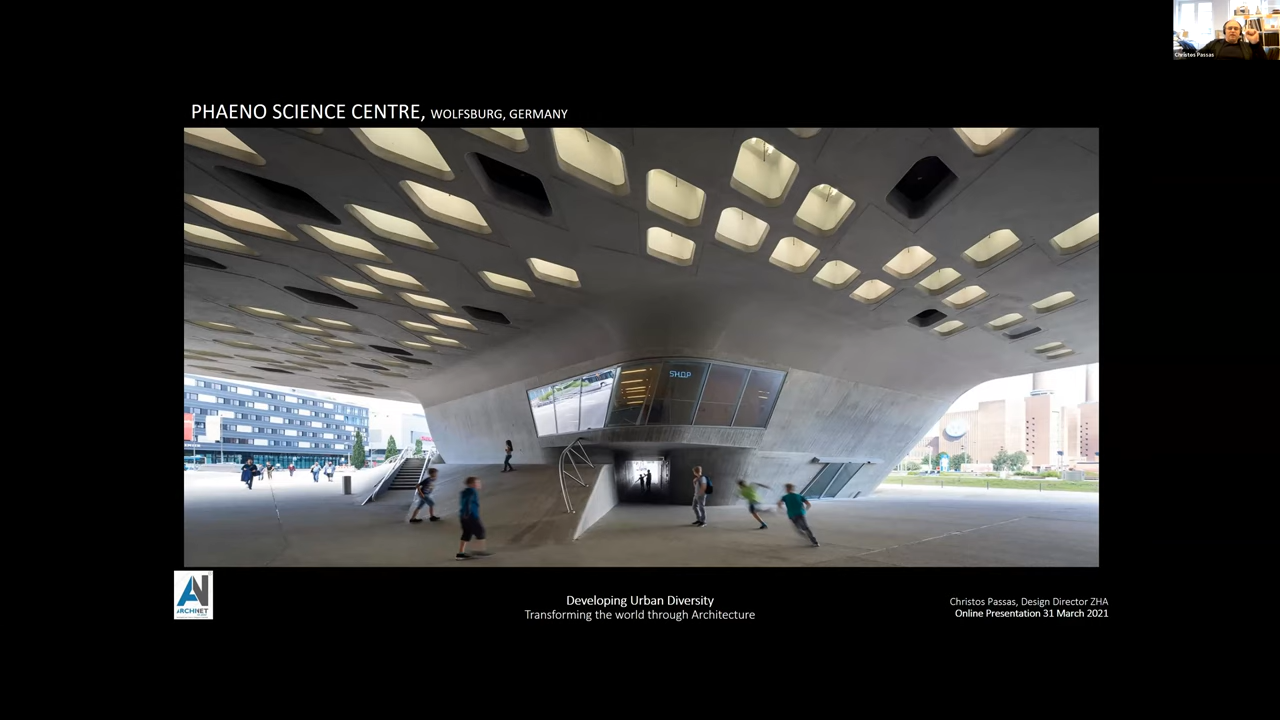 Christos Passas
PHAENO SCIENCE CENTRE, WOLFSBURG, GERMANY
SHOP
ARCHNET
Developing Urban Diversity
Transforming the world through Architecture
Christos Passas, Design Director ZHA
Online Presentation 31 March 2021